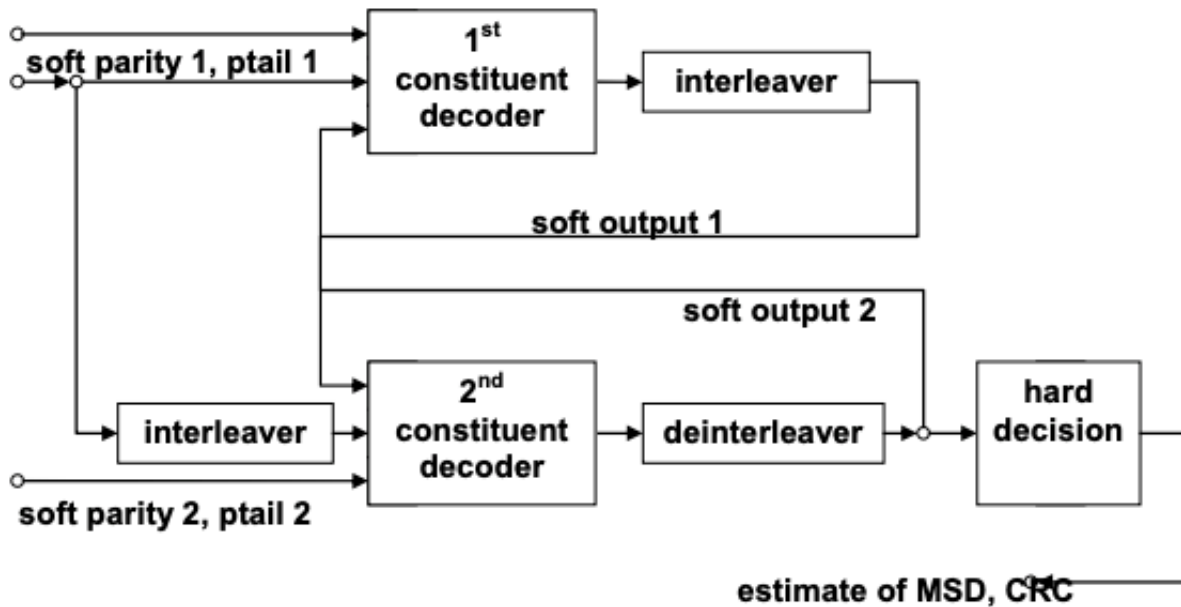 soft parity 1, ptail 1
1st
constituent
decoder
interleaver
soft output 1
soft output 2
interleaver
2nd
constituent
decoder
deinterleaver
hard
decision
soft parity 2, ptail 2
estimate of MSD, CRC